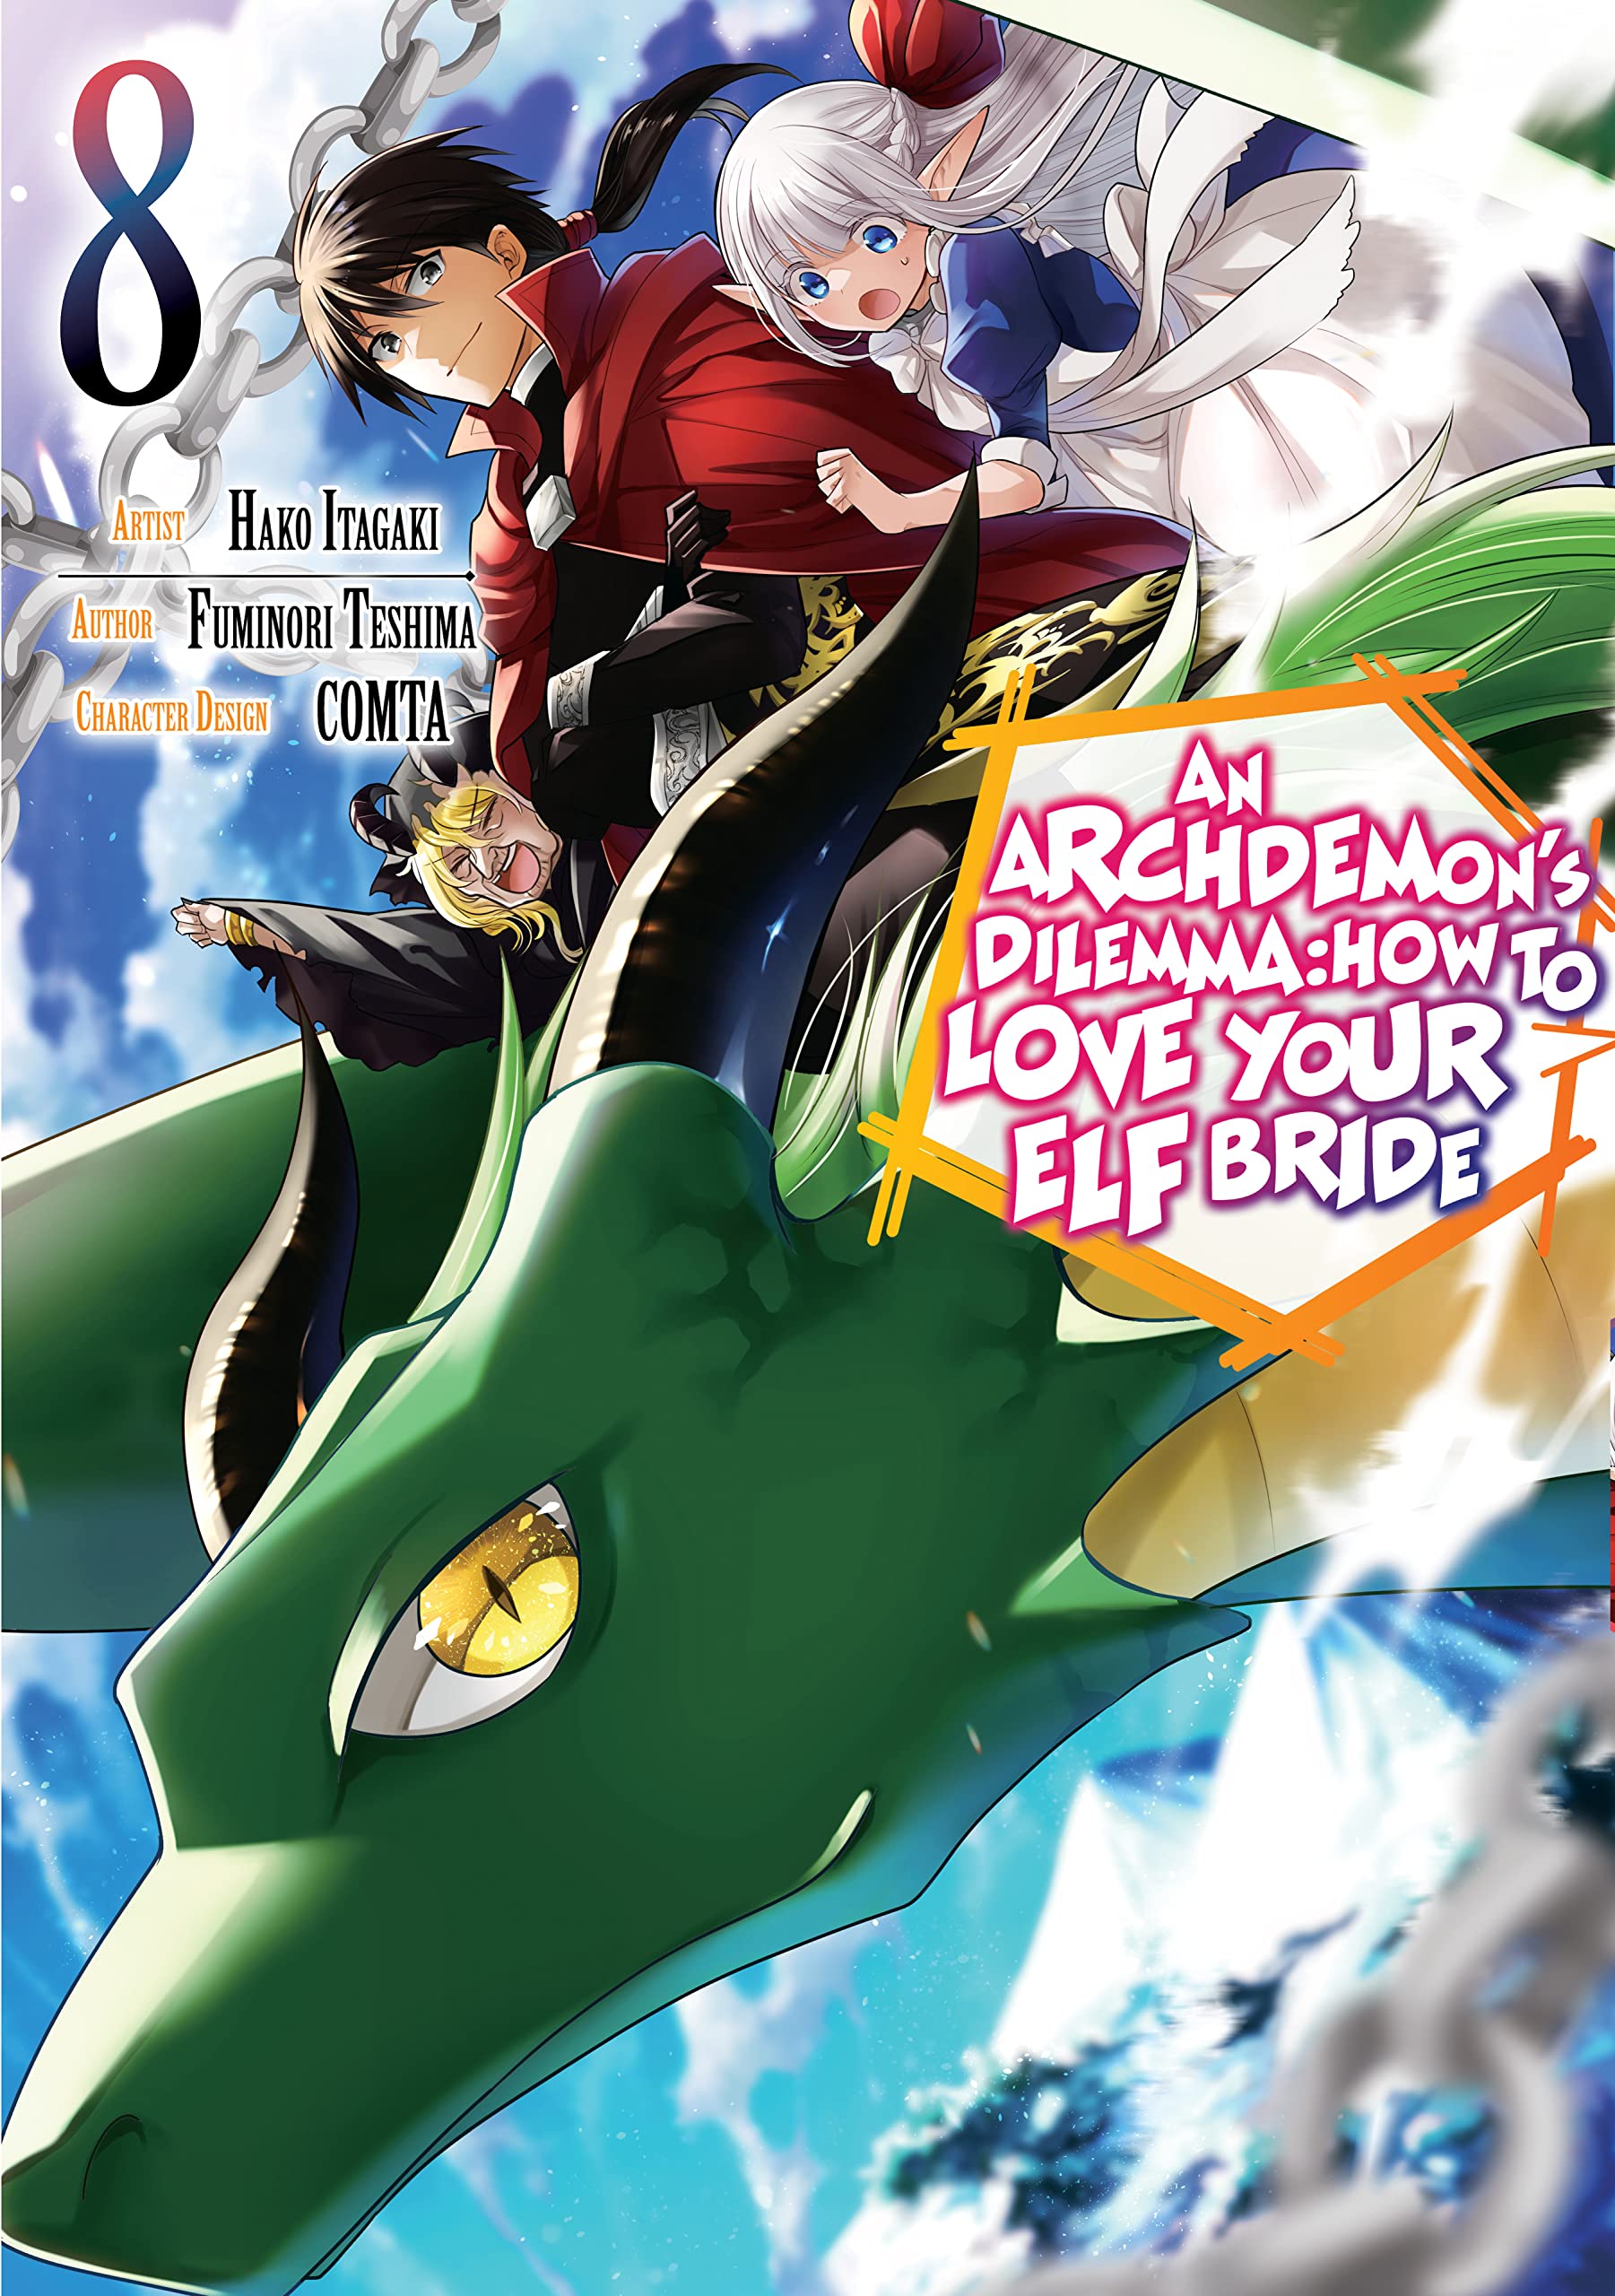 8
ARTIST HAKO ITAGAKI
AUTHOR FUMINORI TESHIMA
CHARACTER DESIGN COMTA
AN
ARCHDEMON'S
DILEMMA: HOW TO
LOVE YOUR
ELF BRIDE